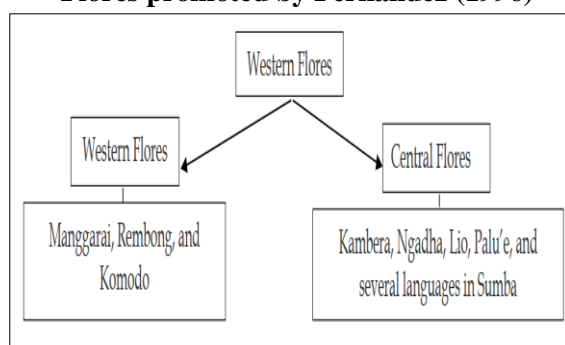 Flores promoted by Fernandez (1996)
Western Flores
Western Flores
Central Flores
Manggarai, Rembong, and
Komodo
Kambera, Ngadha, Lio, Palu'e, and
several languages in Sumba